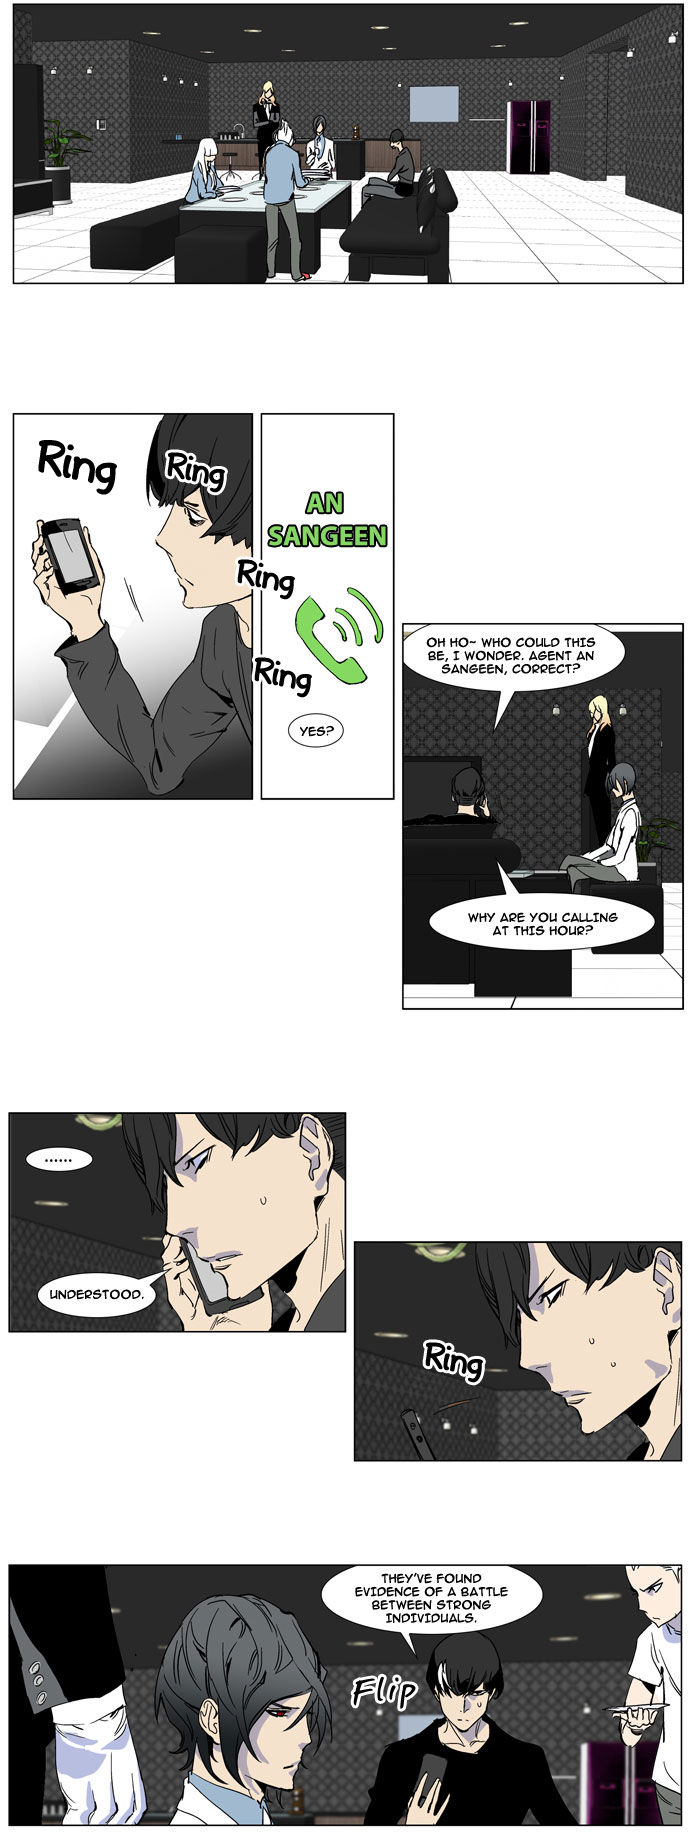 Ring
Ring
AN
SANGEEN
Ring
Ring
YES?
OH HO~ WHO COULD THIS
BE, I WONDER. AGENT AN
SANGEEN, CORRECT?
WHY ARE YOU CALLING
AT THIS HOUR?
......
UNDERSTOOD.
Ring
THEY'VE FOUND
EVIDENCE OF A BATTLE
BETWEEN STRONG
INDIVIDUALS.
Flip